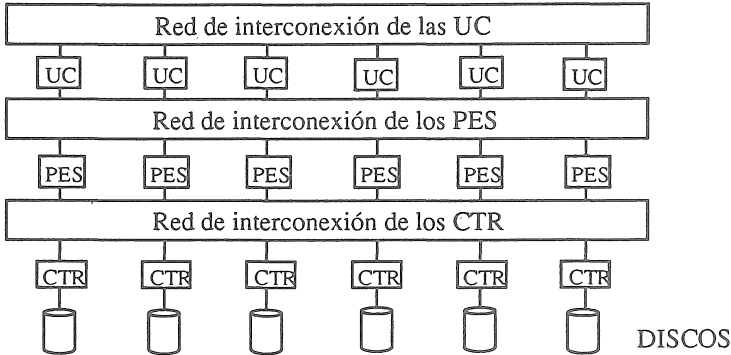 Red de interconexión de las UC
UC UC UC UC UC UC
Red de interconexión de los PES
PES PES PES PES PES PES
Red de interconexión de los CTR
CTR CTR CTR CTR CTR CTR
DISCOS